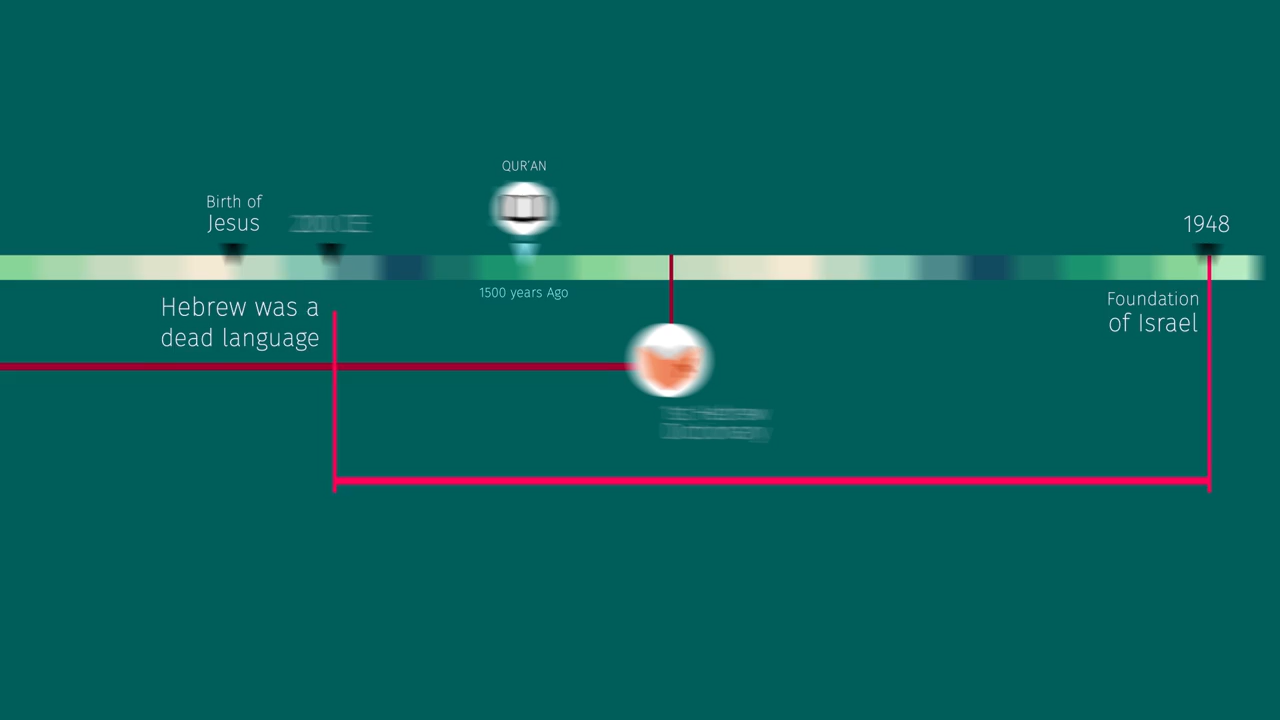 QUR'AN
Birth of
Jesus
1948
1500 years Ago
Hebrew was a
dead language
Foundation
of Israel